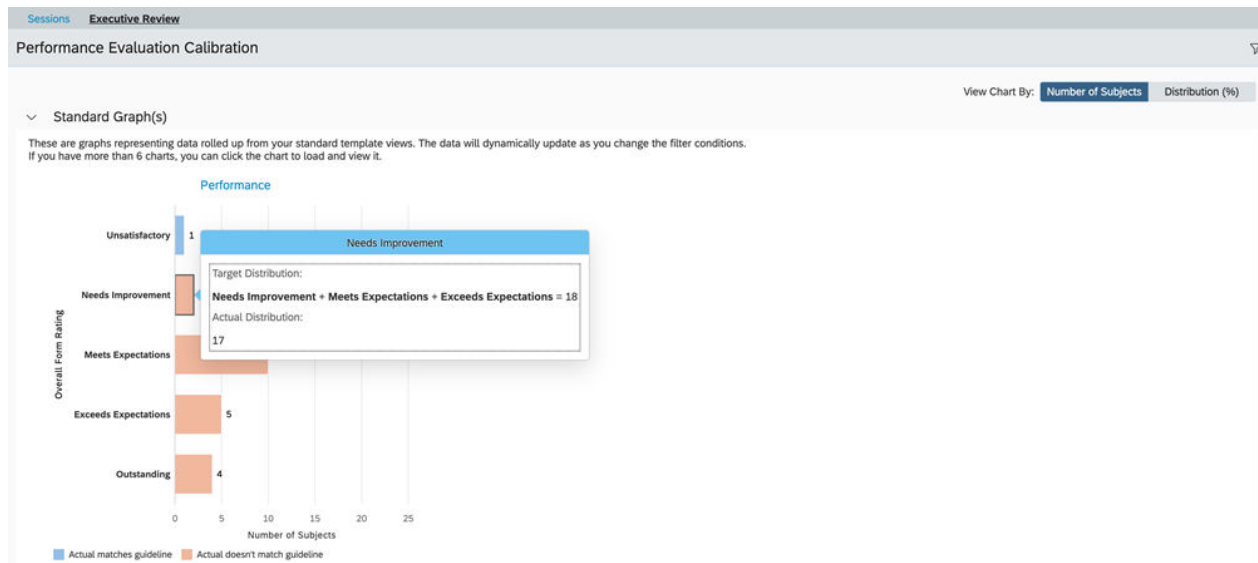 Sessions Executive Review
Performance Evaluation Calibration
View Chart By: Number of Subjects Distribution (%)
Standard Graph(s)
These are graphs representing data rolled up from your standard template views. The data will dynamically update as you change the filter conditions.
If you have more than 6 charts, you can click the chart to load and view it.
Performance
Overall Form Rating
Unsatisfactory 1
Needs Improvement
Needs Improvement
Target Distribution:
Needs Improvement + Meets Expectations + Exceeds Expectations = 18
Actual Distribution:
17
Meets Expectations
Exceeds Expectations 5
Outstanding 4
0 5 10 15 20 25
Number of Subjects
Actual matches guideline Actual doesn't match guideline